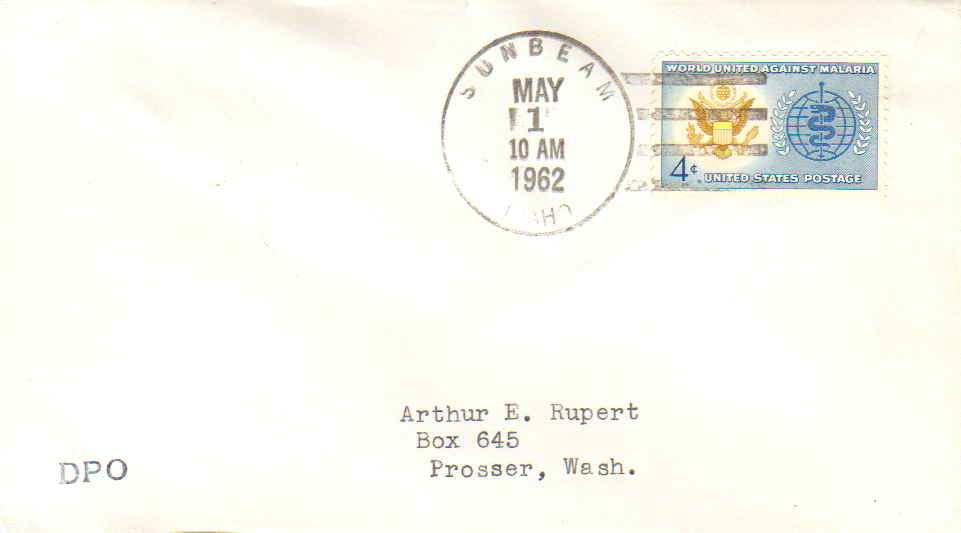 SUNBEAM
MAY
1
10 AM
1962
IDAHO
WORLD UNITED AGAINST MALARIA
4¢
UNITED STATES POSTAGE
Arthur E. Rupert
Box 645
Prosser, Wash.
DPO